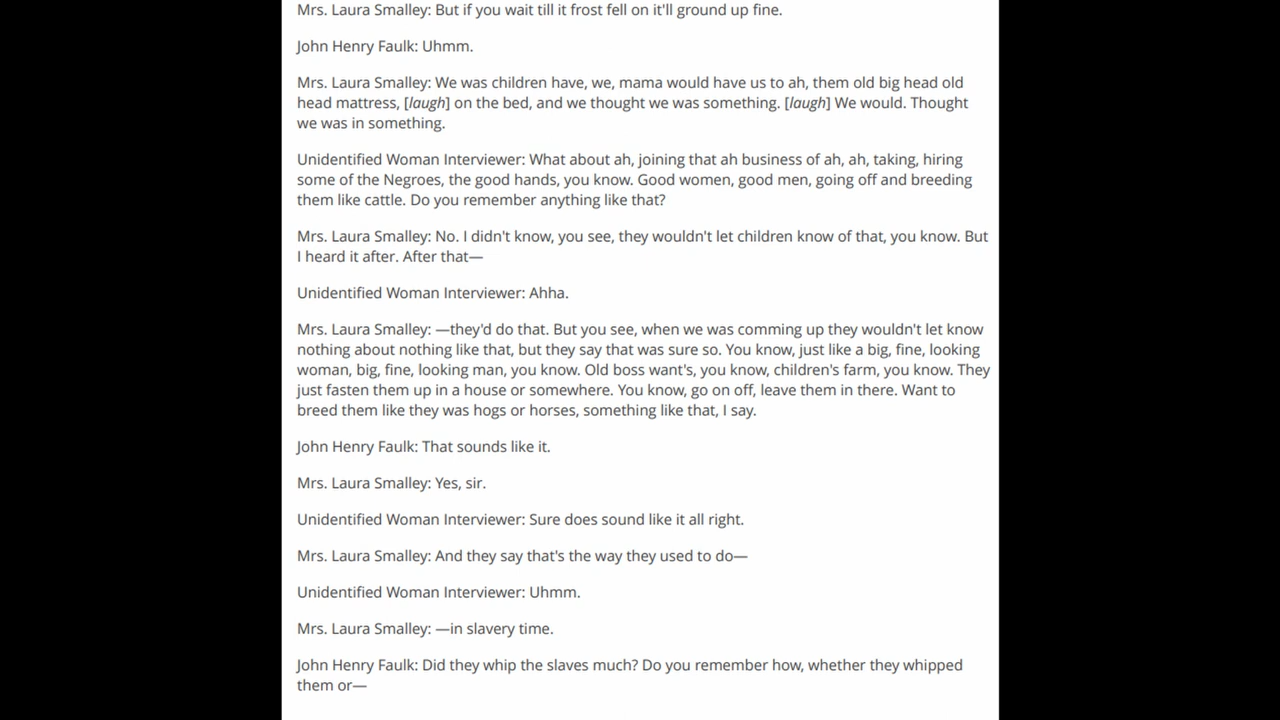 Mrs. Laura Smalley: But if you wait till it frost fell on it'll ground up fine.
John Henry Faulk: Uhmm.
Mrs. Laura Smalley: We was children have, we, mama would have us to ah, them old big head old
head mattress, [laugh] on the bed, and we thought we was something. [laugh] We would. Thought
we was in something.
Unidentified Woman Interviewer: What about ah, joining that ah business of ah, ah, taking, hiring
some of the Negroes, the good hands, you know. Good women, good men, going off and breeding
them like cattle. Do you remember anything like that?
Mrs. Laura Smalley: No. I didn't know, you see, they wouldn't let children know of that, you know. But
I heard it after. After that—
Unidentified Woman Interviewer: Ahha.
Mrs. Laura Smalley: —they'd do that. But you see, when we was comming up they wouldn't let know
nothing about nothing like that, but they say that was sure so. You know, just like a big, fine, looking
woman, big, fine, looking man, you know. Old boss want's, you know, children's farm, you know. They
just fasten them up in a house or somewhere. You know, go on off, leave them in there. Want to
breed them like they was hogs or horses, something like that, I say.
John Henry Faulk: That sounds like it.
Mrs. Laura Smalley: Yes, sir.
Unidentified Woman Interviewer: Sure does sound like it all right.
Mrs. Laura Smalley: And they say that's the way they used to do—
Unidentified Woman Interviewer: Uhmm.
Mrs. Laura Smalley: —in slavery time.
John Henry Faulk: Did they whip the slaves much? Do you remember how, whether they whipped
them or—